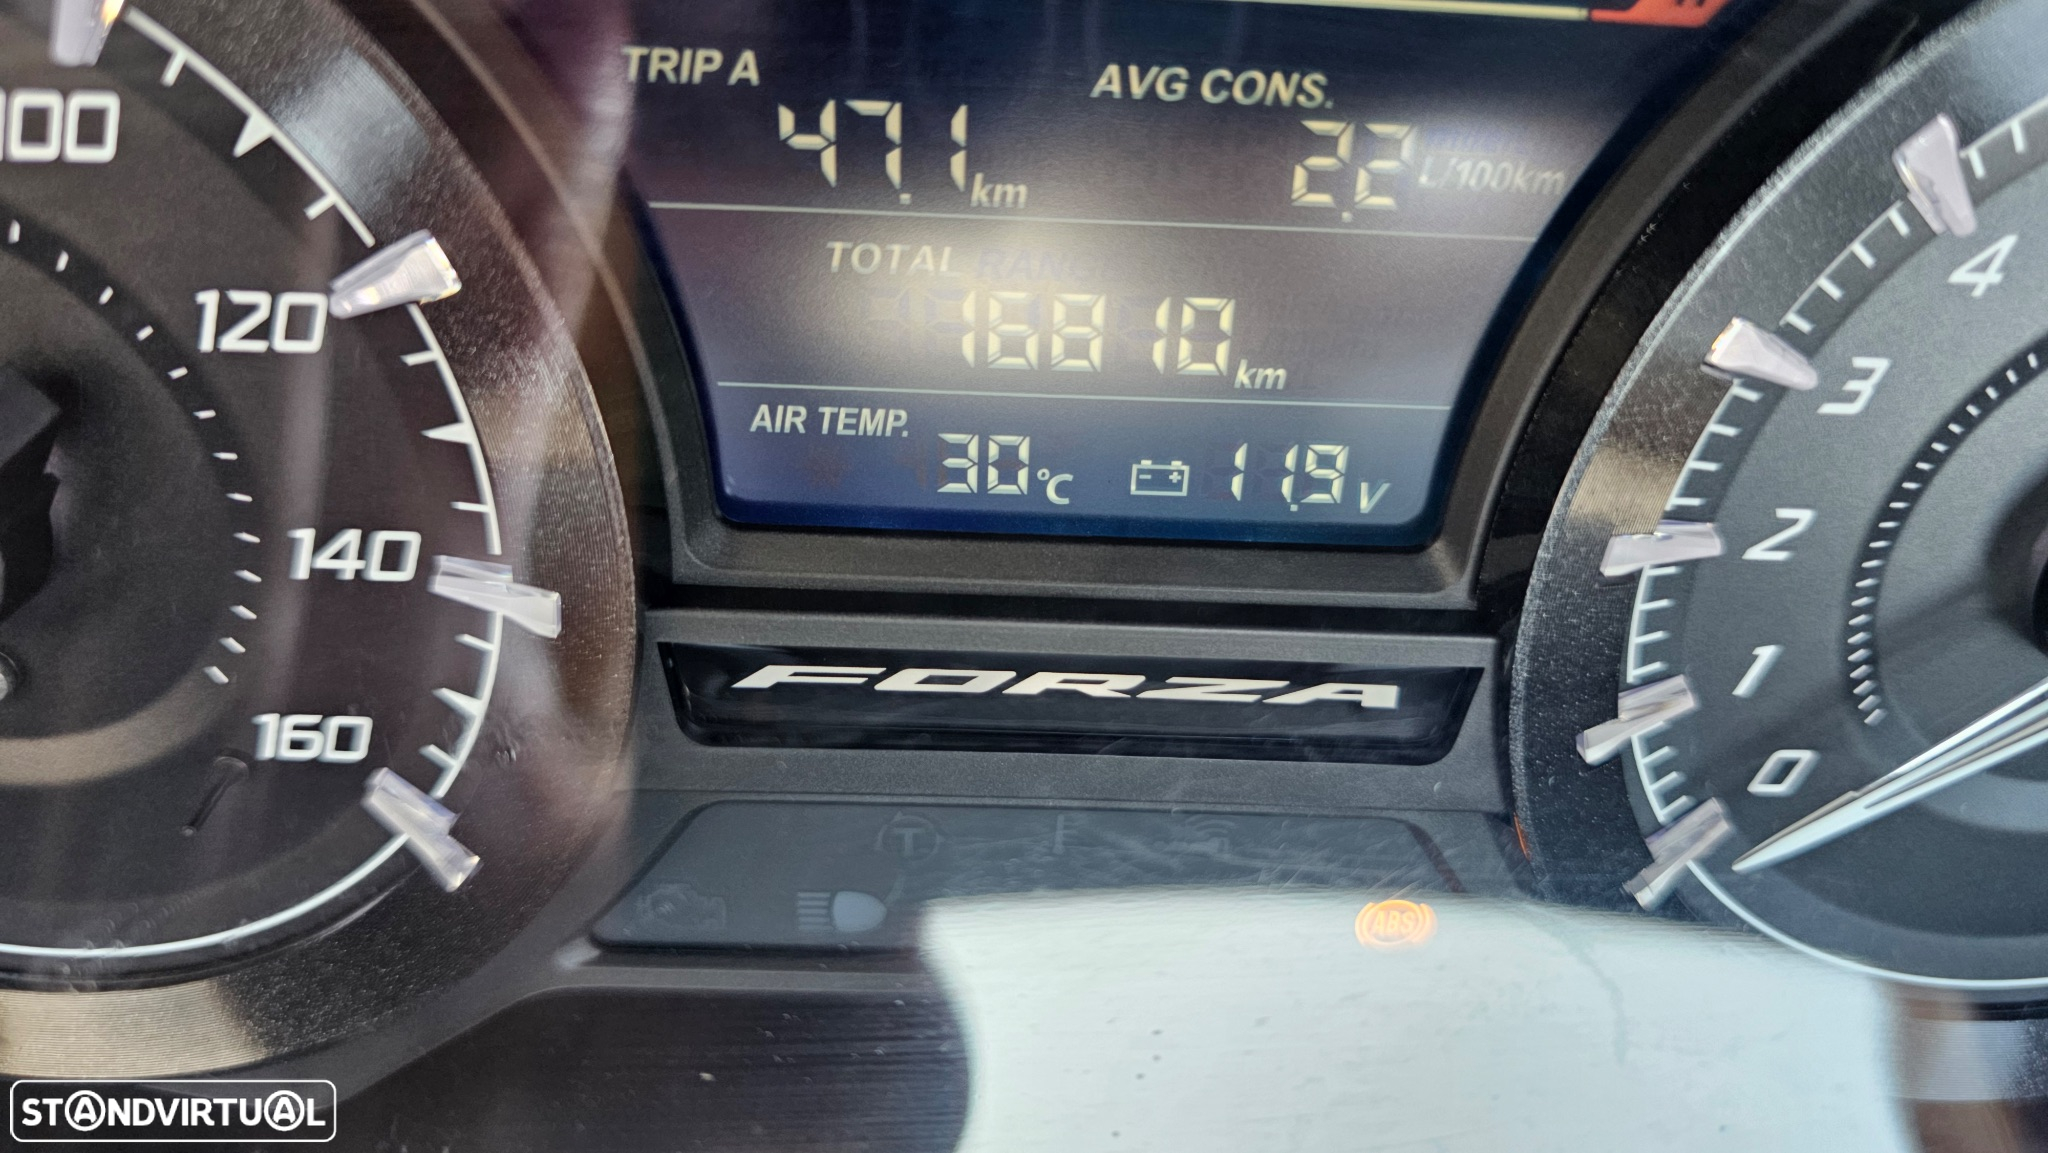 TRIP A
47.1 km
AVG CONS.
2.2 L/100km
TOTAL
16810 km
AIR TEMP.
30 °C
11.9 V
100
120
140
160
4
3
2
1
0
FORZA
T
ABS
STANDVIRTUAL